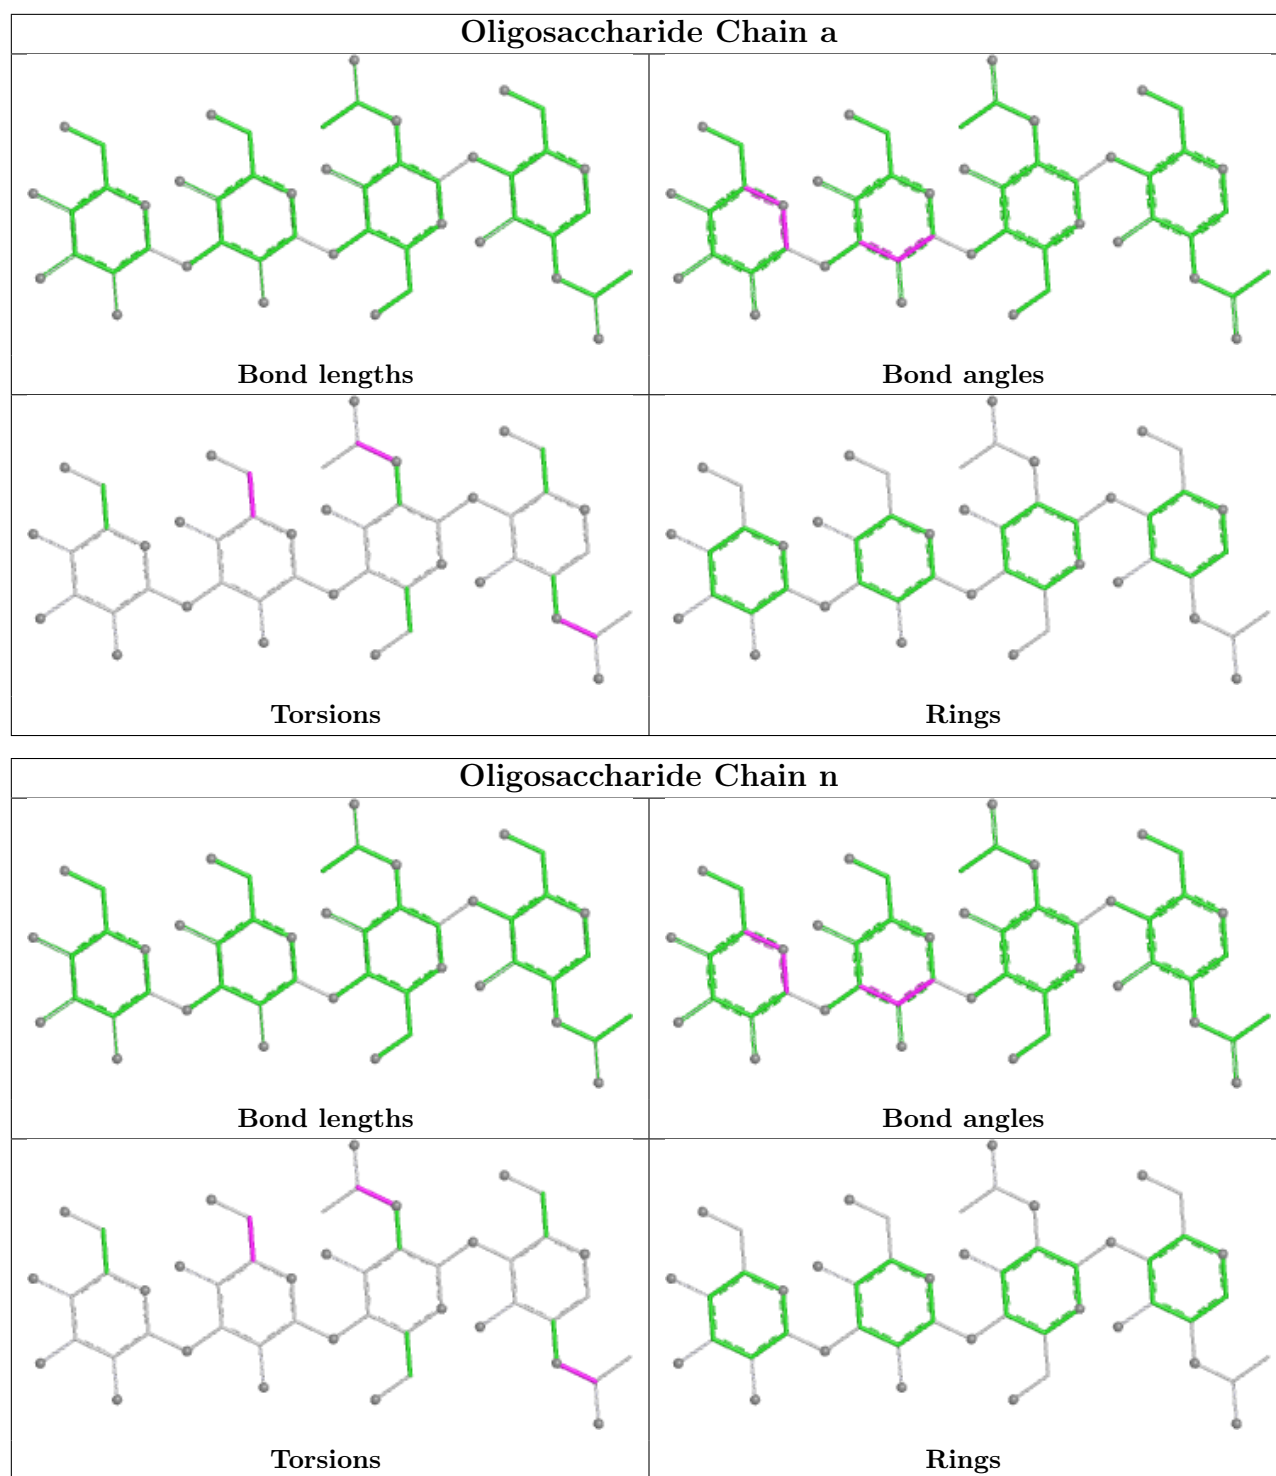 Oligosaccharide Chain a
Bond lengths
Bond angles
Torsions
Rings
Oligosaccharide Chain n
Bond lengths
Bond angles
Torsions
Rings